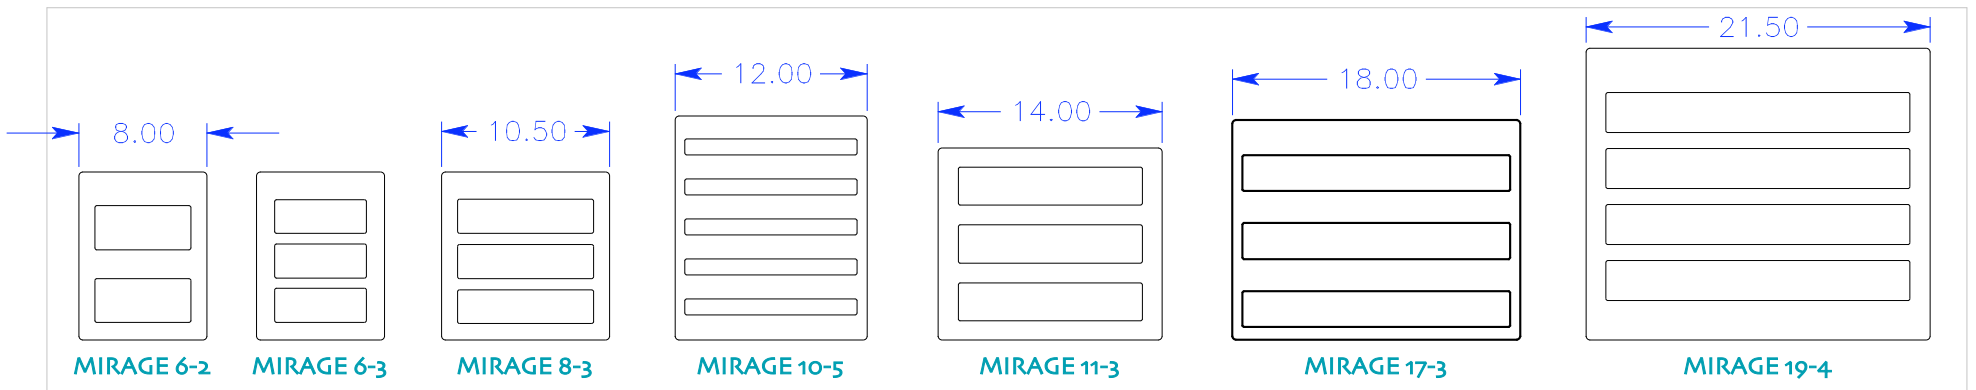 8.00
10.50
12.00
14.00
18.00
21.50
MIRAGE 6-2
MIRAGE 6-3
MIRAGE 8-3
MIRAGE 10-5
MIRAGE 11-3
MIRAGE 17-3
MIRAGE 19-4